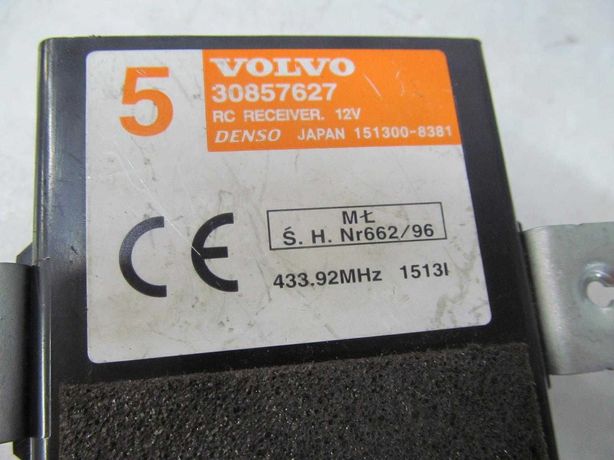 5
VOLVO
30857627
RC RECEIVER. 12V
DENSO JAPAN 151300-8381
CE
MŁ
Ś. H. Nr662/96
433.92MHz 1513I